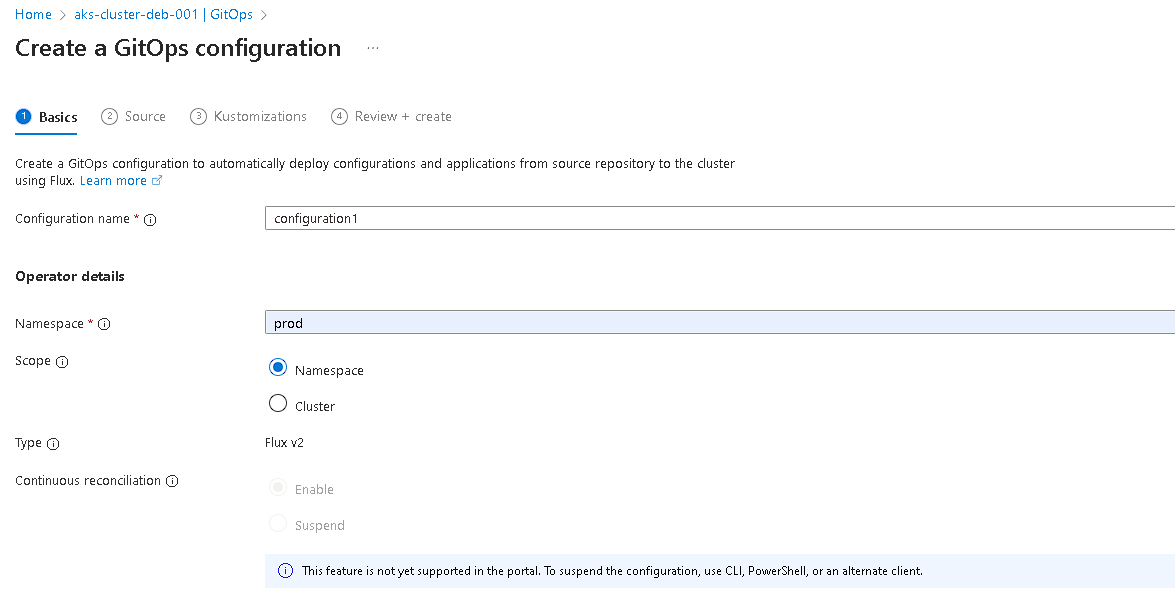 Home > aks-cluster-deb-001 | GitOps >
Create a GitOps configuration ...
1 Basics 2 Source 3 Kustomizations 4 Review + create
Create a GitOps configuration to automatically deploy configurations and applications from source repository to the cluster
using Flux. Learn more
Configuration name * configuration1
Operator details
Namespace * prod
Scope
Namespace
Cluster
Type Flux v2
Continuous reconciliation
Enable
Suspend
This feature is not yet supported in the portal. To suspend the configuration, use CLI, PowerShell, or an alternate client.